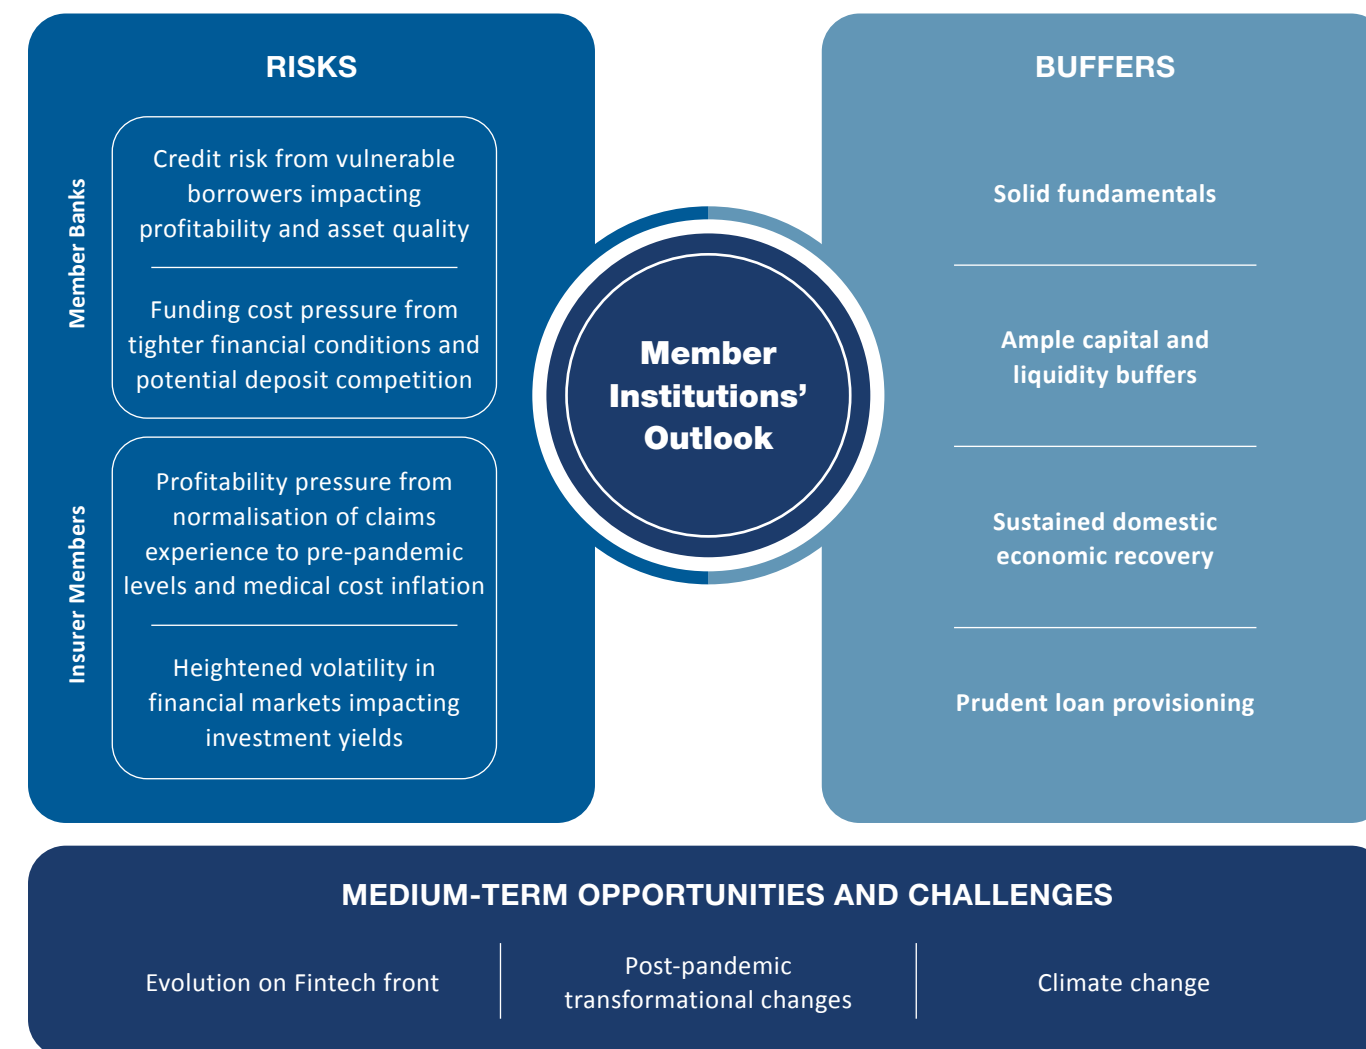 RISKS
Member Banks
Credit risk from vulnerable
borrowers impacting
profitability and asset quality
Funding cost pressure from
tighter financial conditions and
potential deposit competition
Insurer Members
Profitability pressure from
normalisation of claims
experience to pre-pandemic
levels and medical cost inflation
Heightened volatility in
financial markets impacting
investment yields
Member
Institutions’
Outlook
BUFFERS
Solid fundamentals
Ample capital and
liquidity buffers
Sustained domestic
economic recovery
Prudent loan provisioning
MEDIUM-TERM OPPORTUNITIES AND CHALLENGES
Evolution on Fintech front
Post-pandemic
transformational changes
Climate change